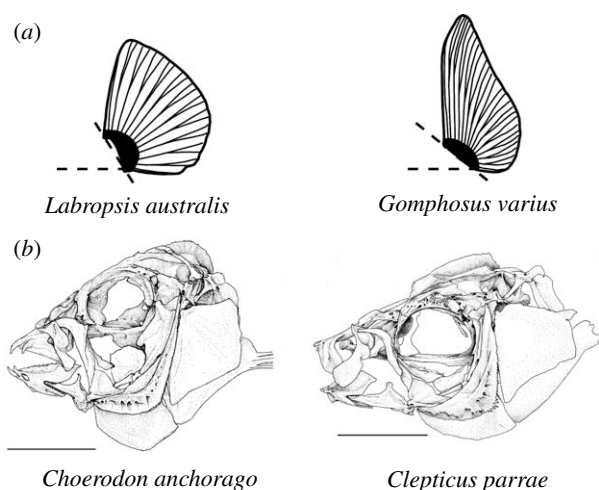 (a)
Labropsis australis
Gomphosus varius
(b)
Choerodon anchorago
Clepticus parrae